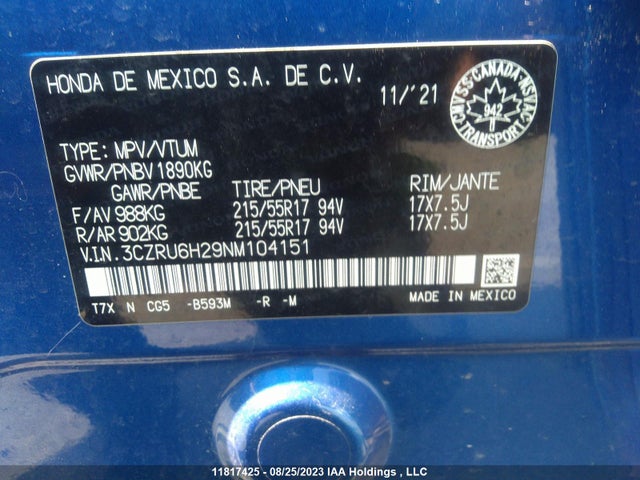 HONDA DE MEXICO S.A. DE C.V.
11/'21
CMVSS-CANADA-NSVAC
942
TRANSPORT
TYPE: MPV/VTUM
GVWR/PNBV 1890KG
GAWR/PNBE TIRE/PNEU RIM/JANTE
F/AV 988KG 215/55R17 94V 17X7.5J
R/AR 902KG 215/55R17 94V 17X7.5J
V.I.N. 3CZRU6H29NM104151
T7X N CG5 -B593M -R -M MADE IN MEXICO
11817425 - 08/25/2023 IAA Holdings , LLC